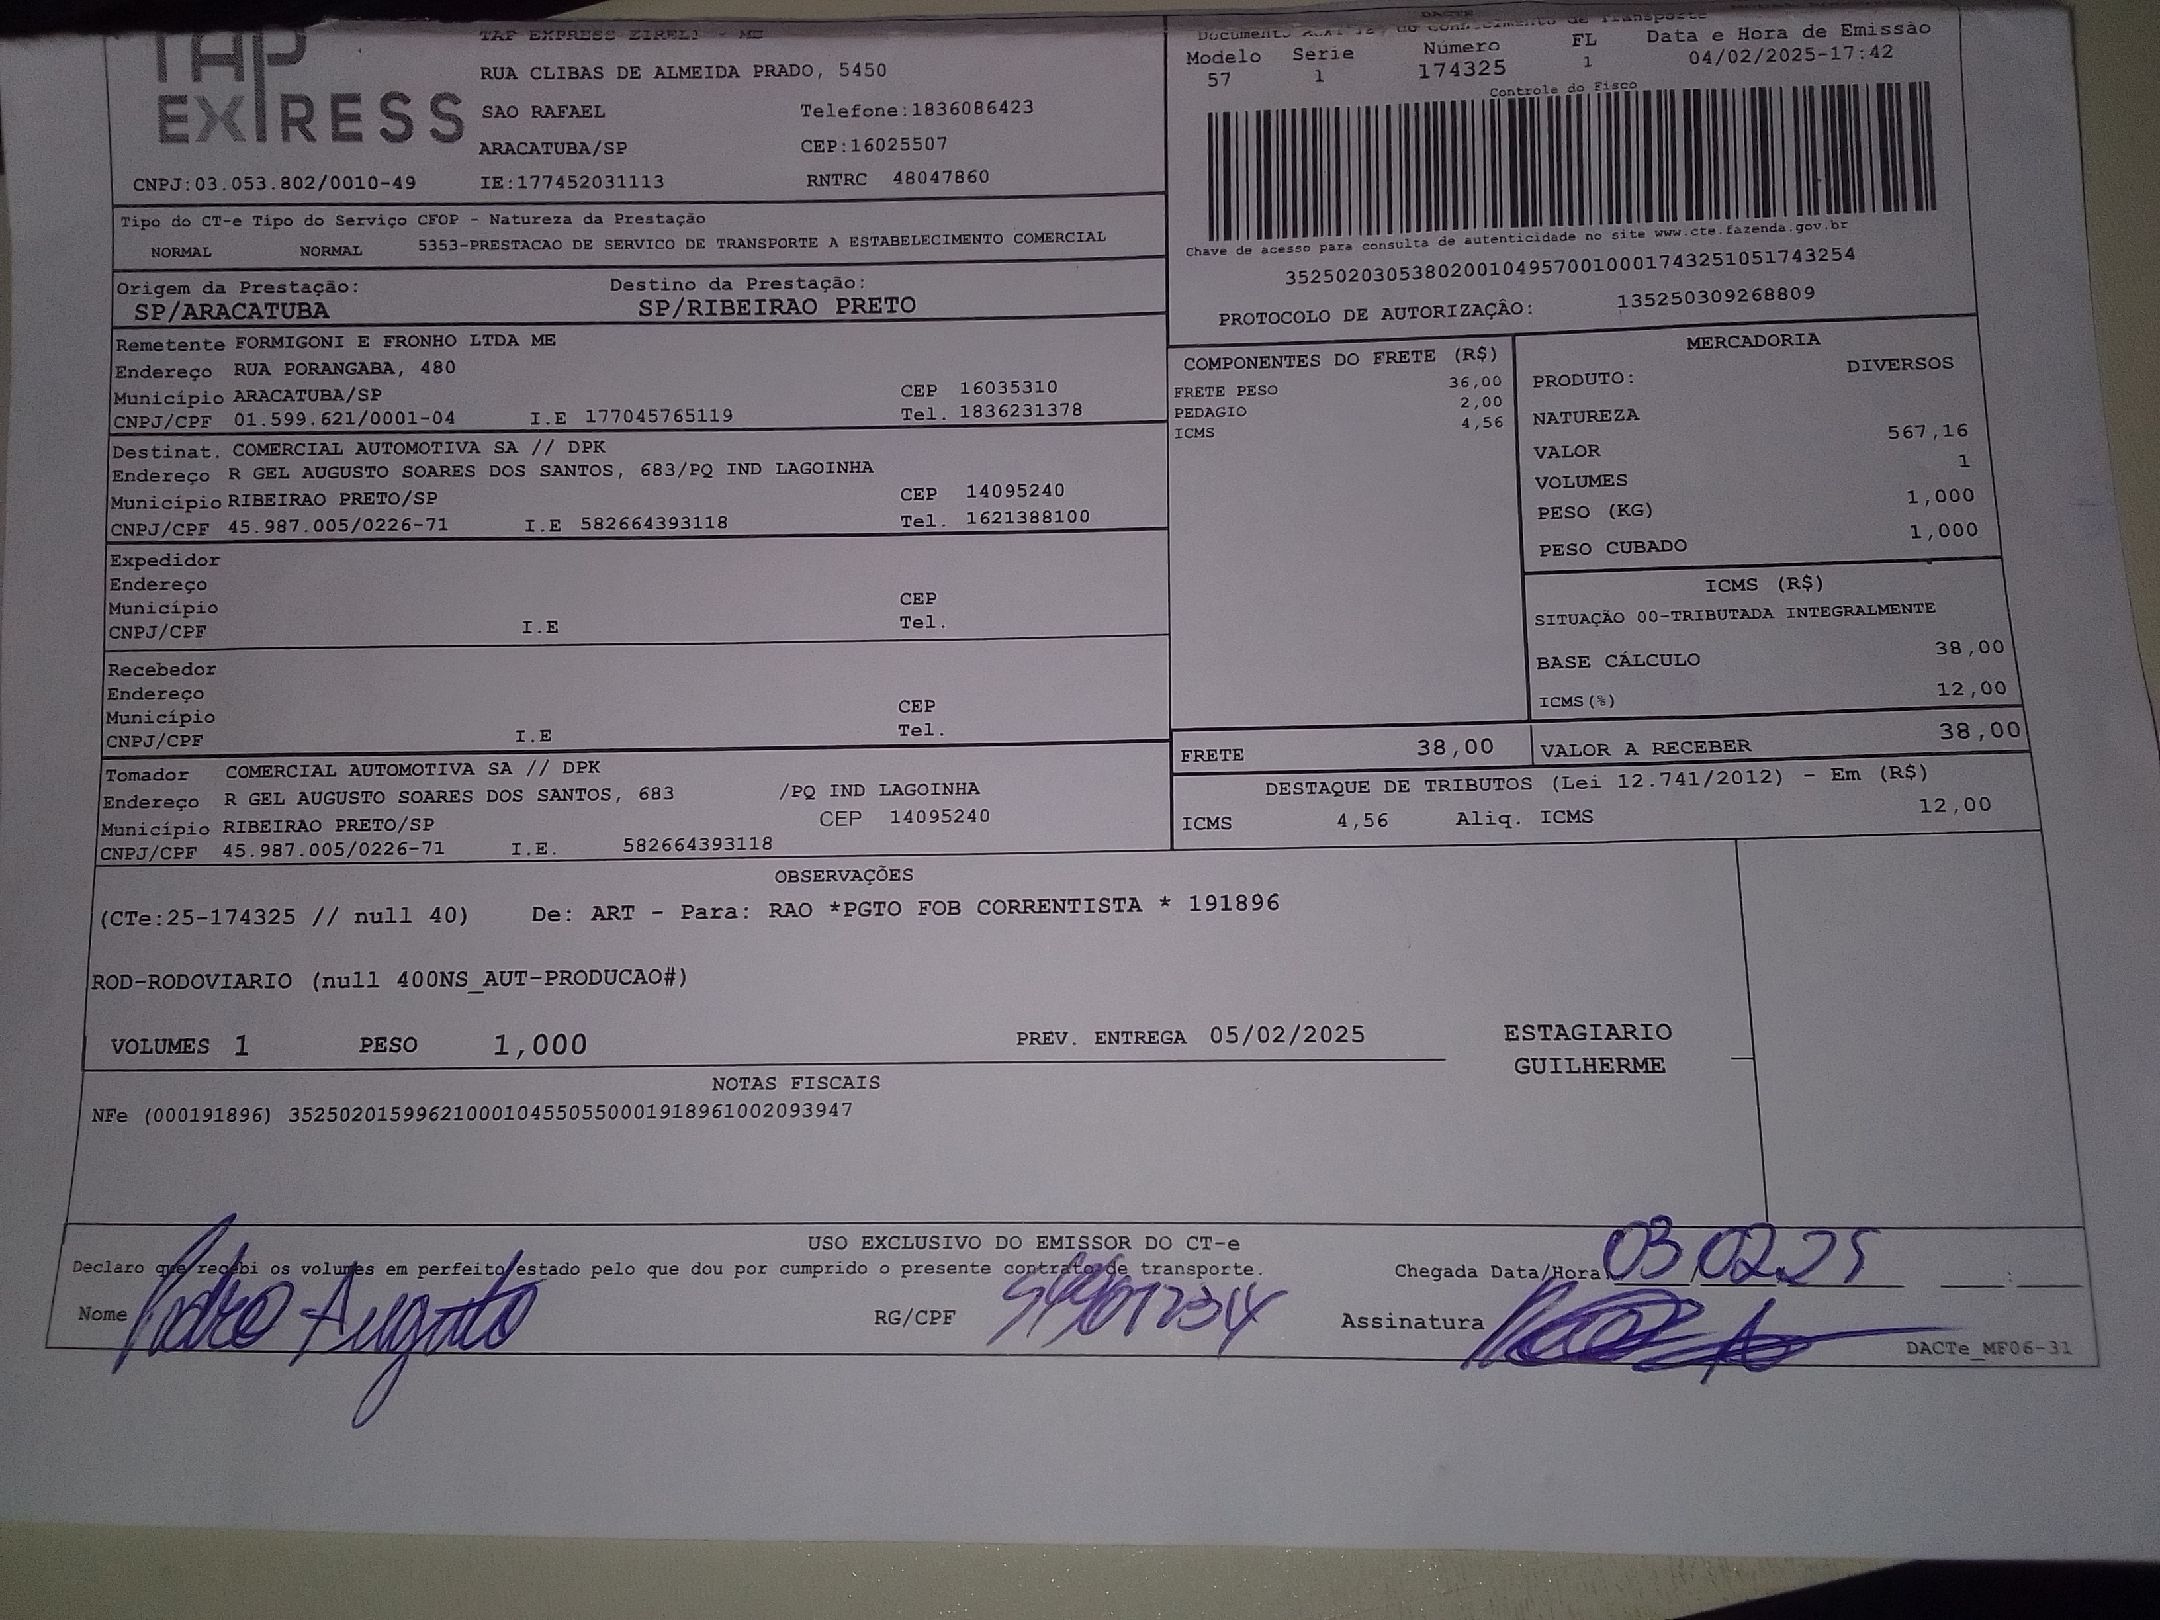 TAP
EXPRESS
TAP EXPRESS EIRELI - ME
RUA CLIBAS DE ALMEIDA PRADO, 5450
SAO RAFAEL Telefone:1836086423
ARACATUBA/SP CEP:16025507
CNPJ:03.053.802/0010-49 IE:177452031113 RNTRC 48047860
DACTE
Modelo Serie Número FL Data e Hora de Emissão
57 1 174325 1 04/02/2025-17:42
Controle do Fisco
Chave de acesso para consulta de autenticidade no site www.cte.fazenda.gov.br
35250203053802001049570010001743251051743254
PROTOCOLO DE AUTORIZAÇÂO: 135250309268809
Tipo do CT-e Tipo do Serviço CFOP - Natureza da Prestação
NORMAL NORMAL 5353-PRESTACAO DE SERVICO DE TRANSPORTE A ESTABELECIMENTO COMERCIAL
Origem da Prestação: Destino da Prestação:
SP/ARACATUBA SP/RIBEIRAO PRETO
Remetente FORMIGONI E FRONHO LTDA ME
Endereço RUA PORANGABA, 480
Município ARACATUBA/SP CEP 16035310
CNPJ/CPF 01.599.621/0001-04 I.E 177045765119 Tel. 1836231378
Destinat. COMERCIAL AUTOMOTIVA SA // DPK
Endereço R GEL AUGUSTO SOARES DOS SANTOS, 683/PQ IND LAGOINHA
Município RIBEIRAO PRETO/SP CEP 14095240
CNPJ/CPF 45.987.005/0226-71 I.E 582664393118 Tel. 1621388100
Expedidor
Endereço
Município CEP
CNPJ/CPF I.E Tel.
Recebedor
Endereço
Município CEP
CNPJ/CPF I.E Tel.
Tomador COMERCIAL AUTOMOTIVA SA // DPK
Endereço R GEL AUGUSTO SOARES DOS SANTOS, 683 /PQ IND LAGOINHA
Município RIBEIRAO PRETO/SP CEP 14095240
CNPJ/CPF 45.987.005/0226-71 I.E. 582664393118
COMPONENTES DO FRETE (R$)
FRETE PESO 36,00
PEDAGIO 2,00
ICMS 4,56
MERCADORIA
PRODUTO: DIVERSOS
NATUREZA
VALOR 567,16
VOLUMES 1
PESO (KG) 1,000
PESO CUBADO 1,000
ICMS (R$)
SITUAÇÃO 00-TRIBUTADA INTEGRALMENTE
BASE CÁLCULO 38,00
ICMS(%) 12,00
FRETE 38,00 VALOR A RECEBER 38,00
DESTAQUE DE TRIBUTOS (Lei 12.741/2012) - Em (R$)
ICMS 4,56 Aliq. ICMS 12,00
OBSERVAÇÕES
(CTe:25-174325 // null 40) De: ART - Para: RAO *PGTO FOB CORRENTISTA * 191896
ROD-RODOVIARIO (null 400NS_AUT-PRODUCAO#)
VOLUMES 1 PESO 1,000 PREV. ENTREGA 05/02/2025 ESTAGIARIO
GUILHERME
NOTAS FISCAIS
NFe (000191896) 35250201599621000104550550001918961002093947
USO EXCLUSIVO DO EMISSOR DO CT-e
Declaro que recebi os volumes em perfeito estado pelo que dou por cumprido o presente contrato de transporte. Chegada Data/Hora 03 02 25
Nome Pedro Augusto RG/CPF Assinatura
DACTe_MF06-31